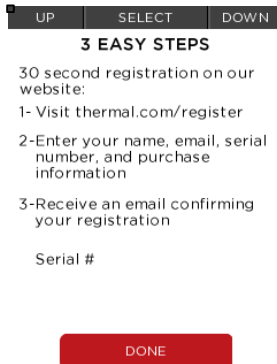 UP SELECT DOWN
3 EASY STEPS
30 second registration on our
website:
1- Visit thermal.com/register
2-Enter your name, email, serial
number, and purchase
information
3-Receive an email confirming
your registration
Serial #
DONE